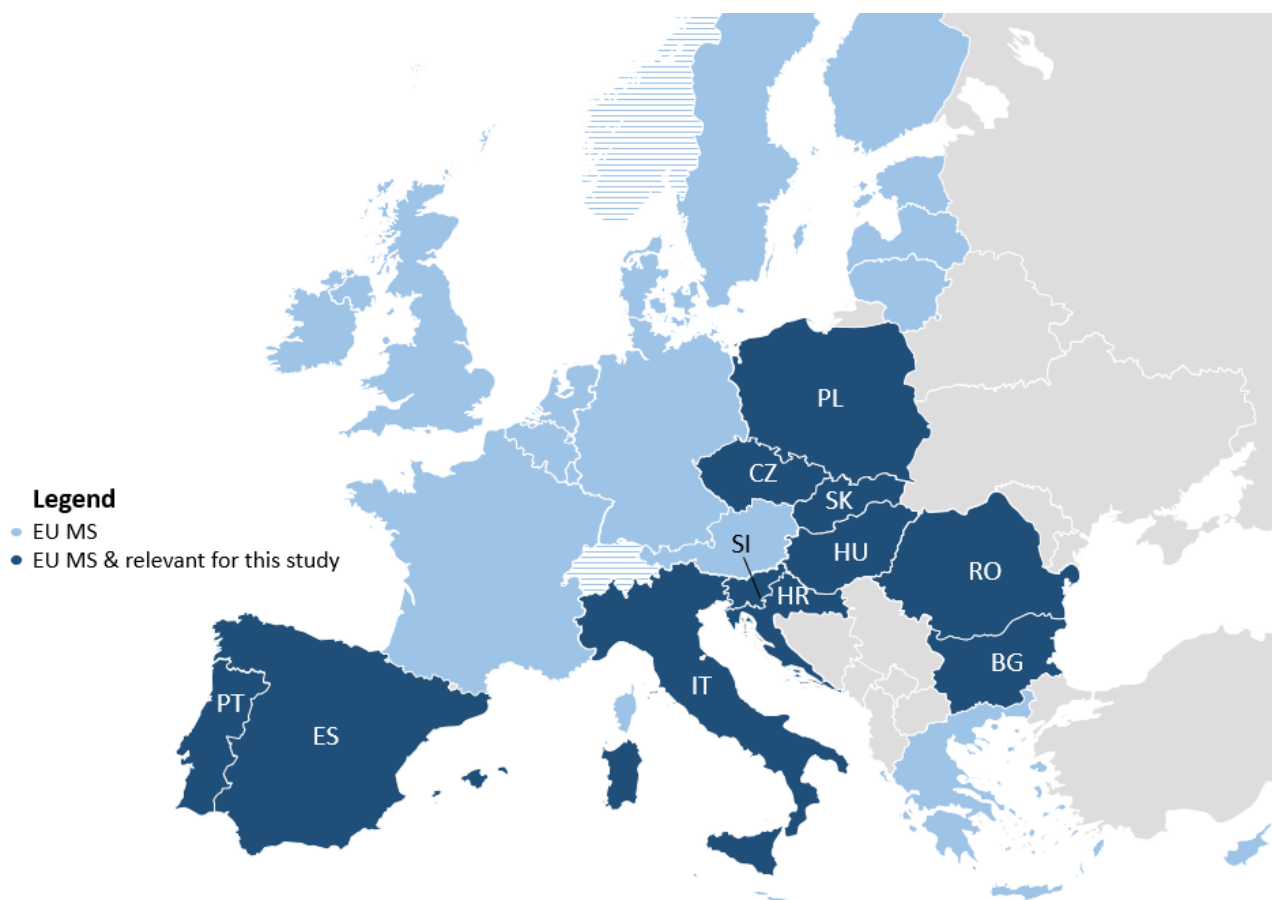 PL
CZ
SK
SI
HU
RO
HR
BG
IT
PT
ES
Legend
EU MS
EU MS & relevant for this study